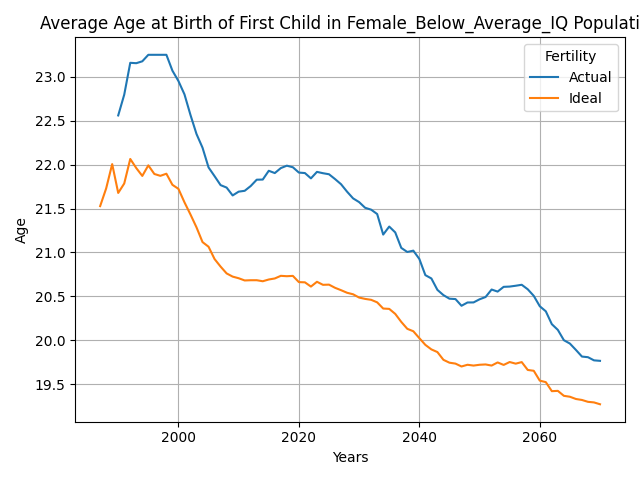 Average Age at Birth of First Child in Female_Below_Average_IQ Populati
Fertility
Actual
Ideal
23.0
22.5
22.0
21.5
21.0
20.5
20.0
19.5
Age
2000 2020 2040 2060
Years